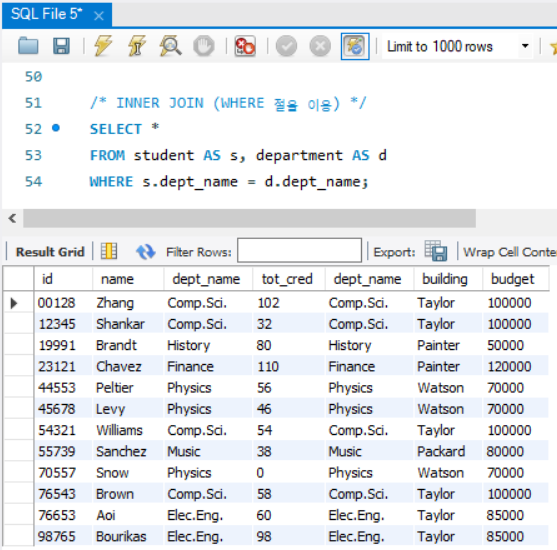 SQL File 5*
Limit to 1000 rows
50
51 /* INNER JOIN (WHERE 절을 이용) */
52 SELECT *
53 FROM student AS s, department AS d
54 WHERE s.dept_name = d.dept_name;
Result Grid Filter Rows: Export: Wrap Cell Conte
id name dept_name tot_cred dept_name building budget
00128 Zhang Comp.Sci. 102 Comp.Sci. Taylor 100000
12345 Shankar Comp.Sci. 32 Comp.Sci. Taylor 100000
19991 Brandt History 80 History Painter 50000
23121 Chavez Finance 110 Finance Painter 120000
44553 Peltier Physics 56 Physics Watson 70000
45678 Levy Physics 46 Physics Watson 70000
54321 Williams Comp.Sci. 54 Comp.Sci. Taylor 100000
55739 Sanchez Music 38 Music Packard 80000
70557 Snow Physics 0 Physics Watson 70000
76543 Brown Comp.Sci. 58 Comp.Sci. Taylor 100000
76653 Aoi Elec.Eng. 60 Elec.Eng. Taylor 85000
98765 Bourikas Elec.Eng. 98 Elec.Eng. Taylor 85000